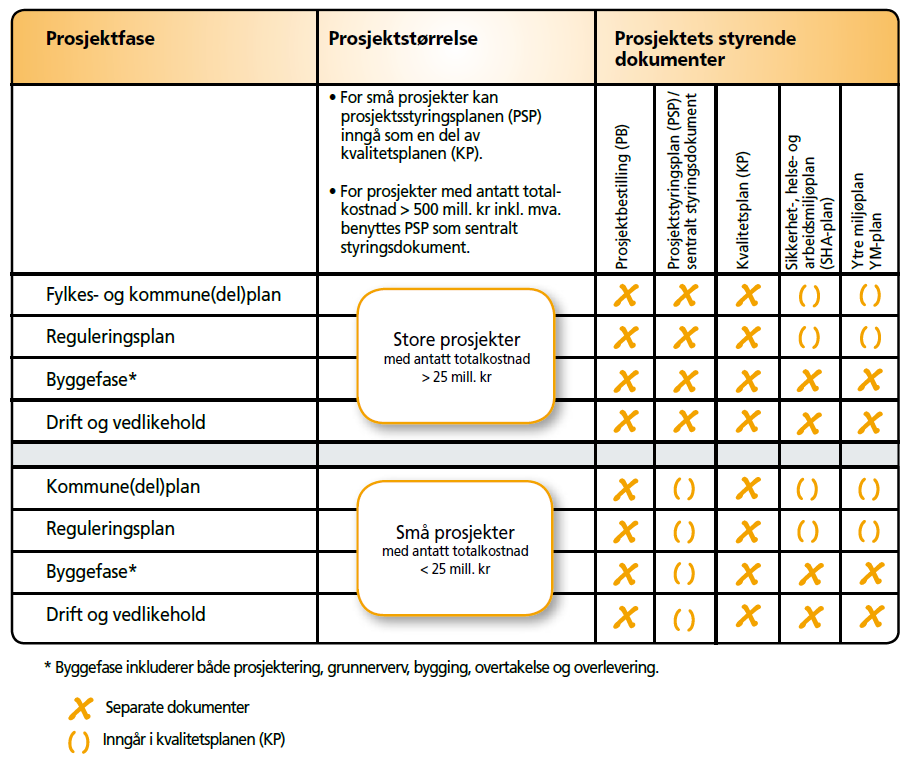 Prosjektfase
Prosjektstørrelse
Prosjektets styrende
dokumenter
• For små prosjekter kan
prosjektsstyringsplanen (PSP)
inngå som en del av
kvalitetsplanen (KP).
• For prosjekter med antatt total-
kostnad > 500 mill. kr inkl. mva.
benyttes PSP som sentralt
styringsdokument.
Prosjektbestilling (PB)
Prosjektstyringsplan (PSP)/
sentralt styringsdokument
Kvalitetsplan (KP)
Sikkerhet-, helse- og
arbeidsmiljøplan
(SHA-plan)
Ytre miljøplan
YM-plan
Fylkes- og kommune(del)plan X X X ( ) ( )
Reguleringsplan X X X ( ) ( )
Store prosjekter
med antatt totalkostnad
> 25 mill. kr
Byggefase* X X X X X
Drift og vedlikehold X X X X X
Kommune(del)plan X ( ) X ( ) ( )
Reguleringsplan X ( ) X ( ) ( )
Små prosjekter
med antatt totalkostnad
< 25 mill. kr
Byggefase* X ( ) X X X
Drift og vedlikehold X ( ) X X X
* Byggefase inkluderer både prosjektering, grunnerverv, bygging, overtakelse og overlevering.
X Separate dokumenter
( ) Inngår i kvalitetsplanen (KP)